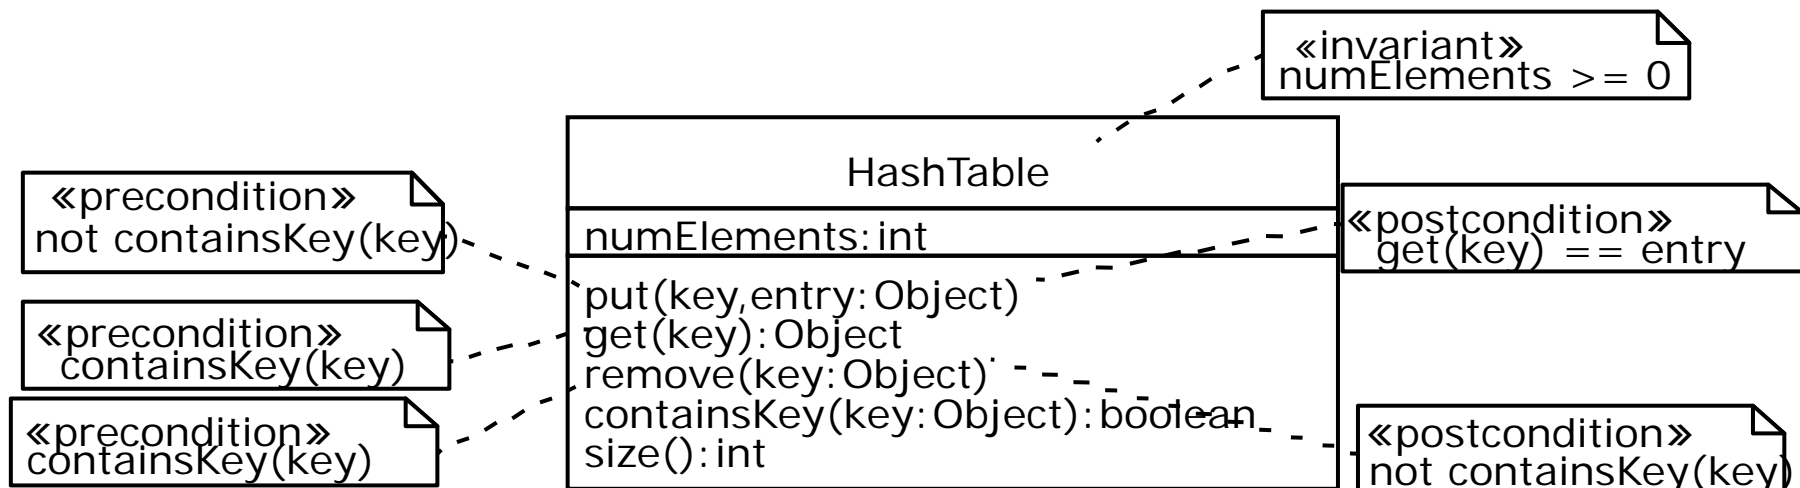 «invariant»
numElements >= 0
HashTable
numElements:int
put(key,entry:Object)
get(key):Object
remove(key:Object)
containsKey(key:Object):boolean
size():int
«precondition»
not containsKey(key)
«precondition»
containsKey(key)
«precondition»
containsKey(key)
«postcondition»
get(key) == entry
«postcondition»
not containsKey(key)